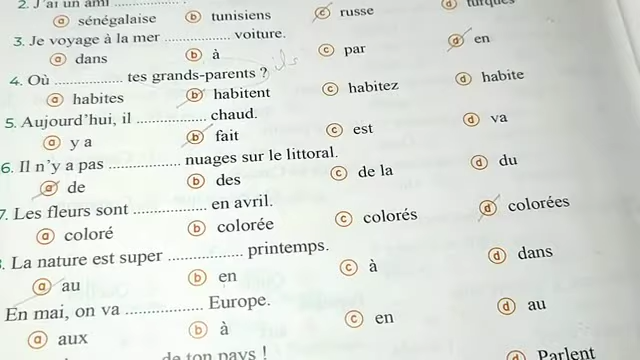 2. J'ai un ami ..................
ⓐ sénégalaise ⓑ tunisiens ⓒ russe ⓓ turques
3. Je voyage à la mer .................. voiture.
ⓐ dans ⓑ à ⓒ par ⓓ en
4. Où .................. tes grands-parents ? ils
ⓐ habites ⓑ habitent ⓒ habitez ⓓ habite
5. Aujourd'hui, il .................. chaud.
ⓐ y a ⓑ fait ⓒ est ⓓ va
6. Il n'y a pas .................. nuages sur le littoral.
ⓐ de ⓑ des ⓒ de la ⓓ du
7. Les fleurs sont .................. en avril.
ⓐ coloré ⓑ colorée ⓒ colorés ⓓ colorées
. La nature est super .................. printemps.
ⓐ au ⓑ en ⓒ à ⓓ dans
En mai, on va .................. Europe.
ⓐ aux ⓑ à ⓒ en ⓓ au
de ton pays !
ⓓ Parlent